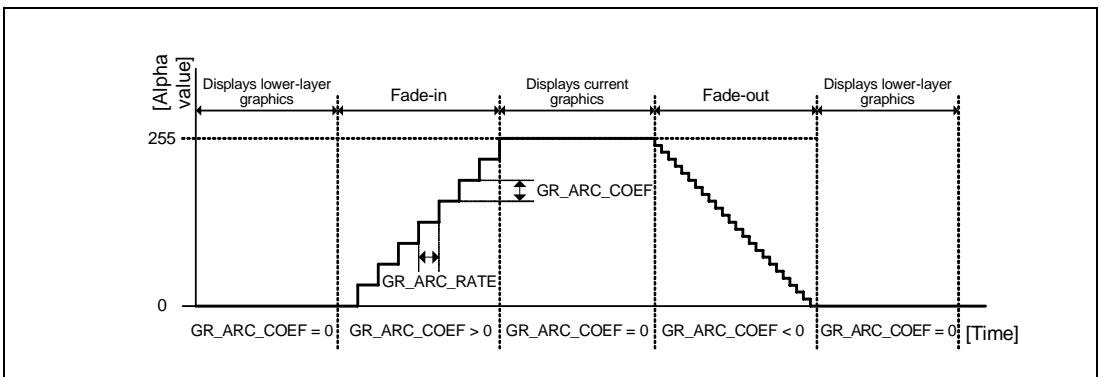 [Alpha
value]
Displays lower-layer
graphics
Fade-in
Displays current
graphics
Fade-out
Displays lower-layer
graphics
255
GR_ARC_COEF
GR_ARC_RATE
0
GR_ARC_COEF = 0
GR_ARC_COEF > 0
GR_ARC_COEF = 0
GR_ARC_COEF < 0
GR_ARC_COEF = 0
[Time]